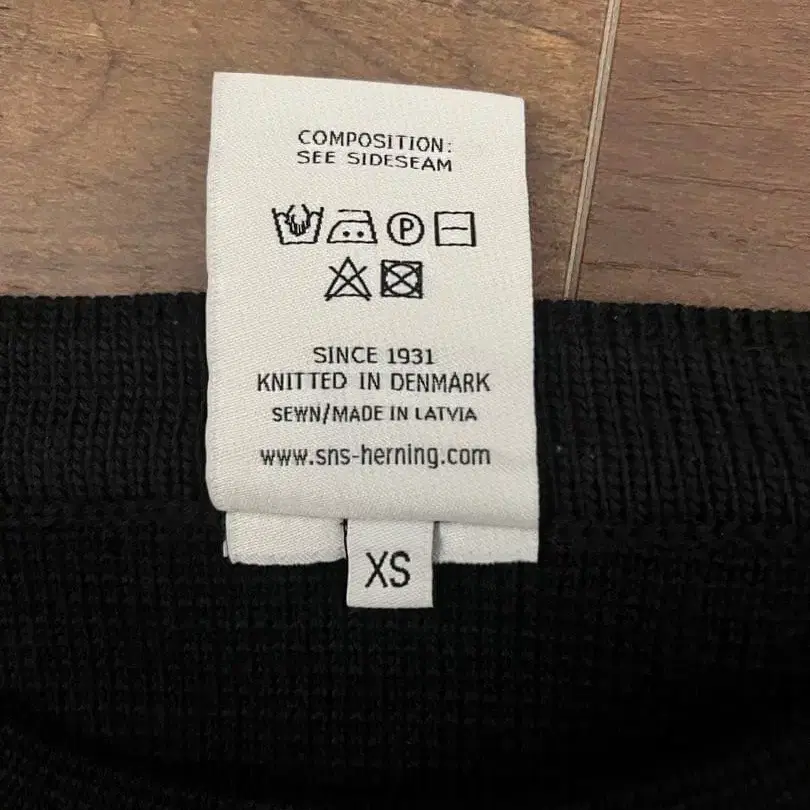 COMPOSITION:
SEE SIDESEAM
P
SINCE 1931
KNITTED IN DENMARK
SEWN/MADE IN LATVIA
www.sns-herning.com
XS